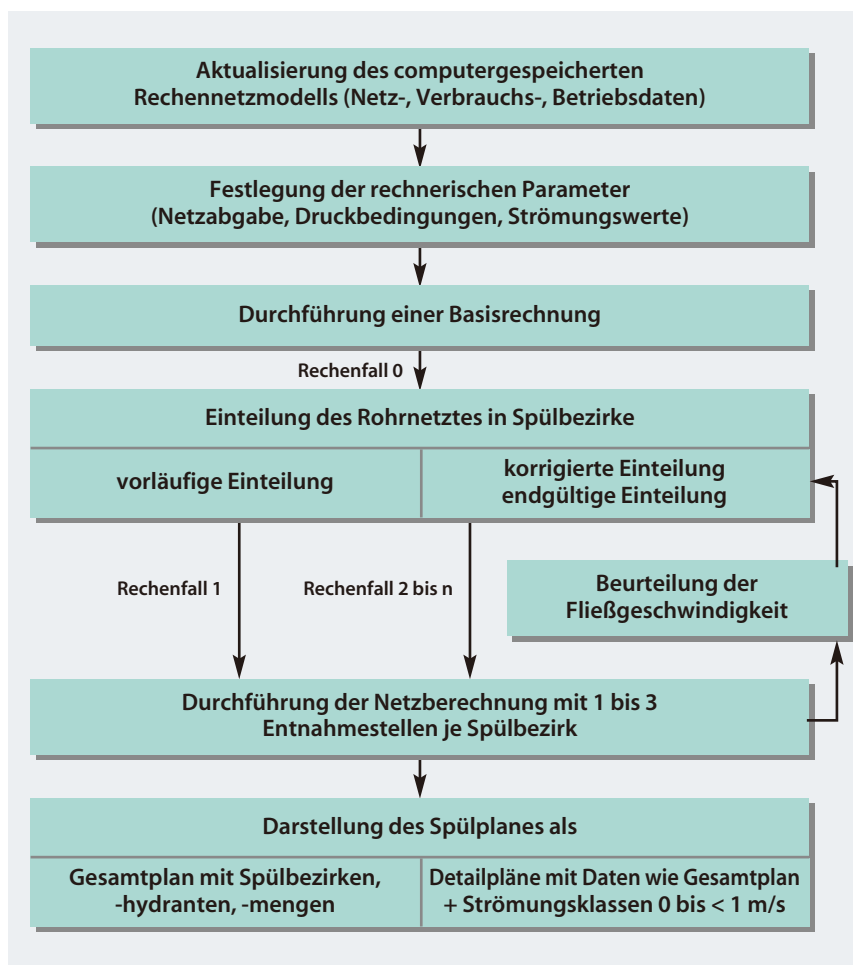 Aktualisierung des computergespeicherten
Rechennetzmodells (Netz-, Verbrauchs-, Betriebsdaten)
Festlegung der rechnerischen Parameter
(Netzabgabe, Druckbedingungen, Strömungswerte)
Durchführung einer Basisrechnung
Rechenfall 0
Einteilung des Rohrnetztes in Spülbezirke
vorläufige Einteilung
korrigierte Einteilung
endgültige Einteilung
Rechenfall 1
Rechenfall 2 bis n
Beurteilung der
Fließgeschwindigkeit
Durchführung der Netzberechnung mit 1 bis 3
Entnahmestellen je Spülbezirk
Darstellung des Spülplanes als
Gesamtplan mit Spülbezirken,
-hydranten, -mengen
Detailpläne mit Daten wie Gesamtplan
+ Strömungsklassen 0 bis < 1 m/s